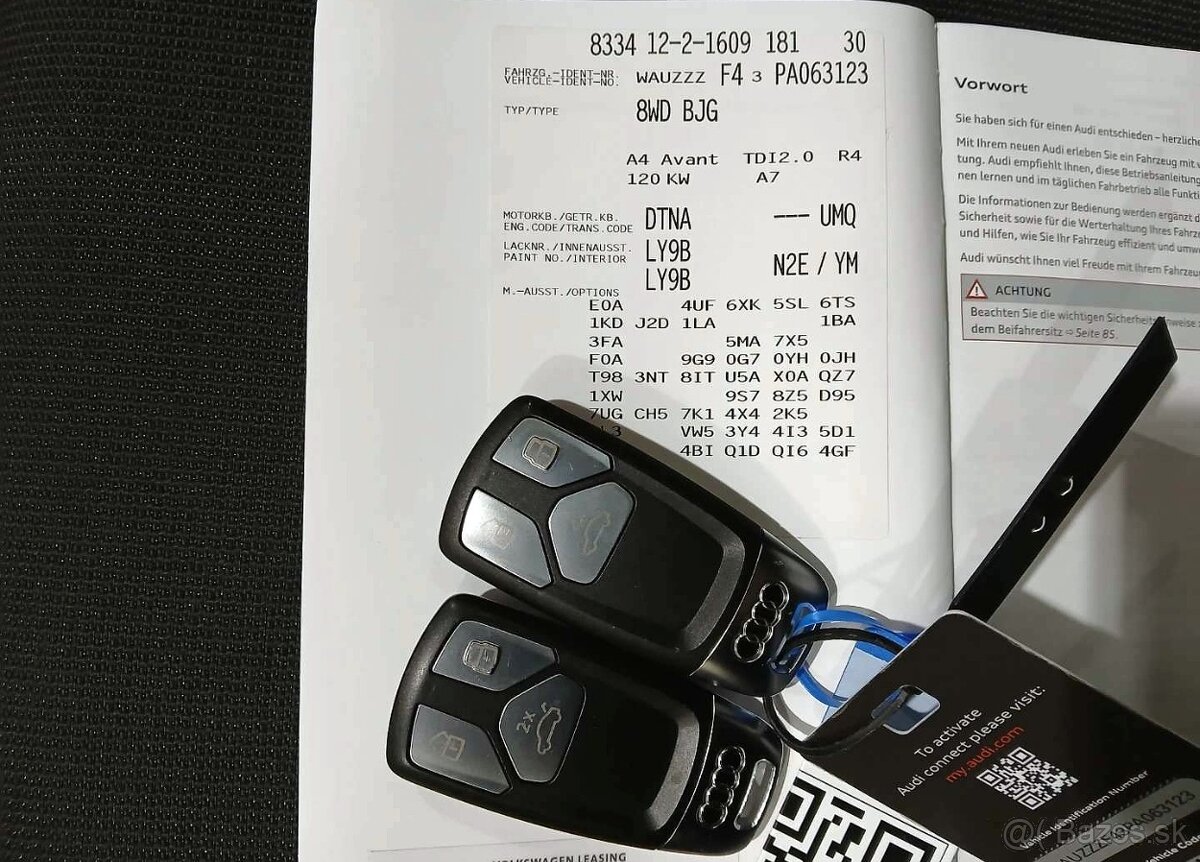 8334 12-2-1609 181 30
FAHRZG.-IDENT-NR.
VEHICLE-IDENT-NO. WAUZZZ F4 3 PA063123
TYP/TYPE 8WD BJG
A4 Avant TDI2.0 R4
120 KW A7
MOTORKB./GETR.KB.
ENG.CODE/TRANS.CODE DTNA --- UMQ
LACKNR./INNENAUSST. LY9B
PAINT NO./INTERIOR
LY9B N2E / YM
M.-AUSST./OPTIONS
E0A 4UF 6XK 5SL 6TS
1KD J2D 1LA 1BA
3FA 5MA 7X5
F0A 9G9 0G7 0YH 0JH
T98 3NT 8IT U5A X0A QZ7
1XW 9S7 8Z5 D95
7UG CH5 7K1 4X4 2K5
VW5 3Y4 4I3 5D1
4BI Q1D QI6 4GF
Vorwort
Sie haben sich für einen Audi entschieden – herzliche
Mit Ihrem neuen Audi erleben Sie ein Fahrzeug mit
tung. Audi empfiehlt Ihnen, diese Betriebsanleitung
nen lernen und im täglichen Fahrbetrieb alle Funkti
Die Informationen zur Bedienung werden ergänzt d
Sicherheit sowie für die Werterhaltung Ihres Fahrze
und Hilfen, wie Sie Ihr Fahrzeug effizient und umw
Audi wünscht Ihnen viel Freude mit Ihrem Fahrzeu
ACHTUNG
Beachten Sie die wichtigen Sicherheits weise
dem Beifahrersitz ⇨ Seite 85.
2x
To activate
Audi connect please visit:
my.audi.com
Vehicle Identification Number
PA063123
VOLKSWAGEN LEASING
Bazos.sk